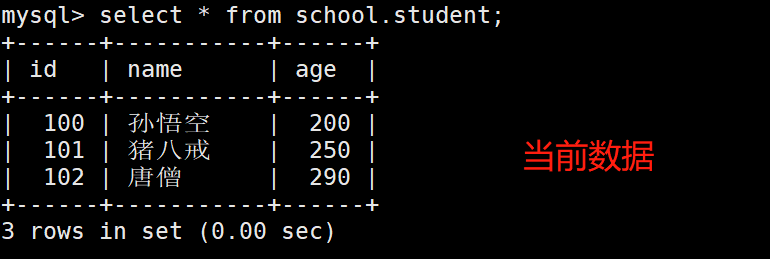 mysql> select * from school.student;
+------+-----------+------+
| id   | name      | age  |
+------+-----------+------+
|  100 | 孙悟空    |  200 |
|  101 | 猪八戒    |  250 |
|  102 | 唐僧      |  290 |
+------+-----------+------+
3 rows in set (0.00 sec)
当前数据